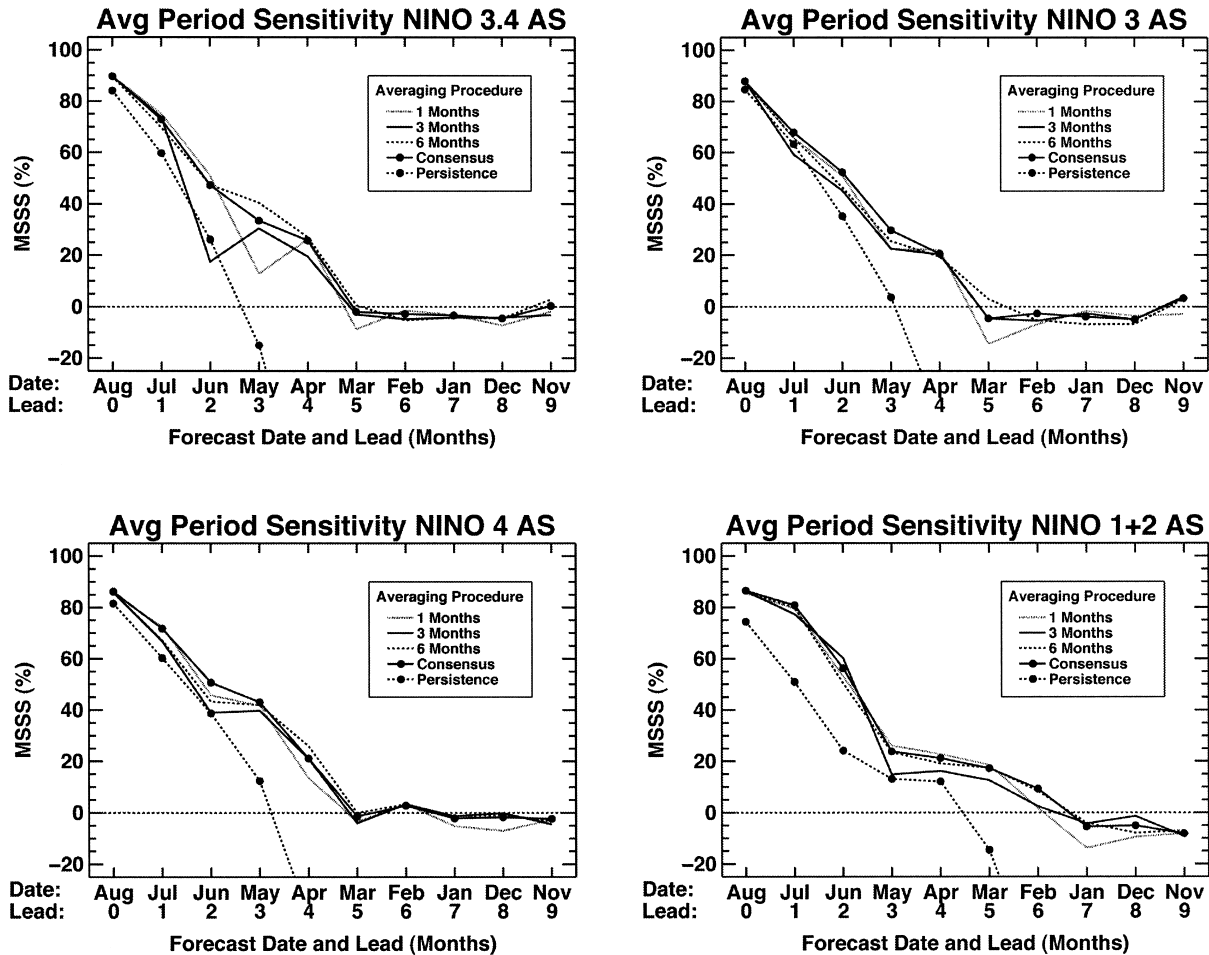 Avg Period Sensitivity NINO 3.4 AS
100
80
60
40
20
0
−20
MSSS (%)
Averaging Procedure
1 Months
3 Months
6 Months
Consensus
Persistence
Date: Aug Jul Jun May Apr Mar Feb Jan Dec Nov
Lead: 0 1 2 3 4 5 6 7 8 9
Forecast Date and Lead (Months)
Avg Period Sensitivity NINO 3 AS
100
80
60
40
20
0
−20
MSSS (%)
Averaging Procedure
1 Months
3 Months
6 Months
Consensus
Persistence
Date: Aug Jul Jun May Apr Mar Feb Jan Dec Nov
Lead: 0 1 2 3 4 5 6 7 8 9
Forecast Date and Lead (Months)
Avg Period Sensitivity NINO 4 AS
100
80
60
40
20
0
−20
MSSS (%)
Averaging Procedure
1 Months
3 Months
6 Months
Consensus
Persistence
Date: Aug Jul Jun May Apr Mar Feb Jan Dec Nov
Lead: 0 1 2 3 4 5 6 7 8 9
Forecast Date and Lead (Months)
Avg Period Sensitivity NINO 1+2 AS
100
80
60
40
20
0
−20
MSSS (%)
Averaging Procedure
1 Months
3 Months
6 Months
Consensus
Persistence
Date: Aug Jul Jun May Apr Mar Feb Jan Dec Nov
Lead: 0 1 2 3 4 5 6 7 8 9
Forecast Date and Lead (Months)